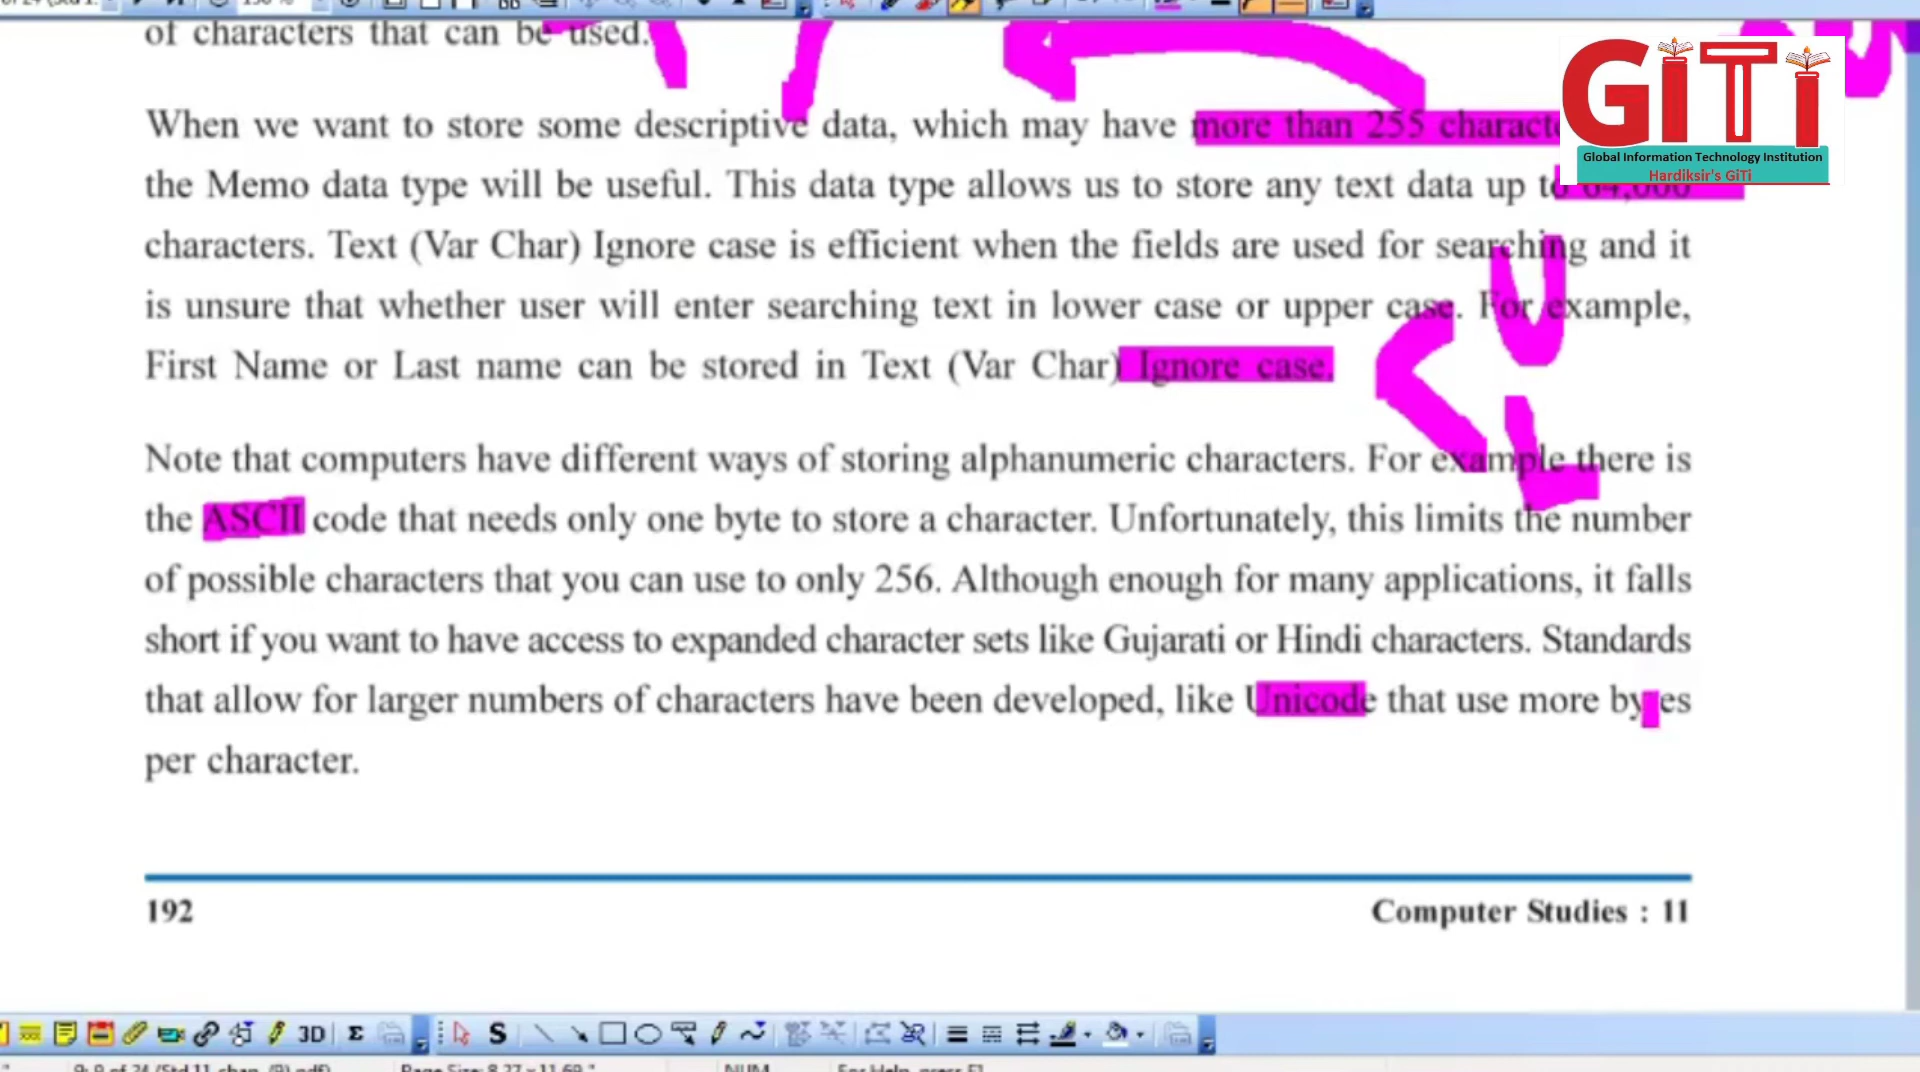 of characters that can be used.
GiTi
When we want to store some descriptive data, which may have more than 255 characte
Global Information Technology Institution
Hardiksir's GiTi
the Memo data type will be useful. This data type allows us to store any text data up to 64,000
characters. Text (Var Char) Ignore case is efficient when the fields are used for searching and it
is unsure that whether user will enter searching text in lower case or upper case. For example,
First Name or Last name can be stored in Text (Var Char) Ignore case.
U
L
Note that computers have different ways of storing alphanumeric characters. For example there is
the ASCII code that needs only one byte to store a character. Unfortunately, this limits the number
of possible characters that you can use to only 256. Although enough for many applications, it falls
short if you want to have access to expanded character sets like Gujarati or Hindi characters. Standards
that allow for larger numbers of characters have been developed, like Unicode that use more bytes
per character.
192
Computer Studies : 11
3D Σ
S